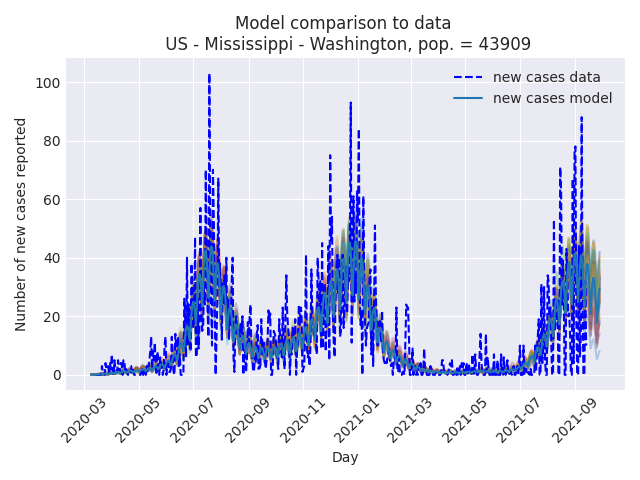 Model comparison to data
US - Mississippi - Washington, pop. = 43909
new cases data
new cases model
Number of new cases reported
100
80
60
40
20
0
2020-03
2020-05
2020-07
2020-09
2020-11
2021-01
2021-03
2021-05
2021-07
2021-09
Day